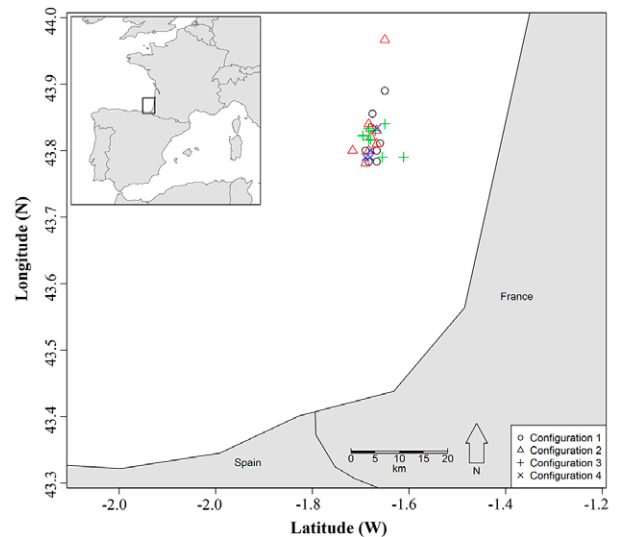 44.0
43.9
43.8
43.7
43.6
43.5
43.4
43.3
Longitude (N)
France
Spain
0 5 10 15 20
km
N
Configuration 1
Configuration 2
Configuration 3
Configuration 4
-2.0 -2.0 -1.8 -1.6 -1.4 -1.2
Latitude (W)